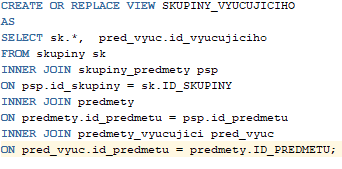 CREATE OR REPLACE VIEW SKUPINY_VYUCUJICIHO
AS
SELECT sk.*, pred_vyuc.id_vyucujiciho
FROM skupiny sk
INNER JOIN skupiny_predmety psp
ON psp.id_skupiny = sk.ID_SKUPINY
INNER JOIN predmety
ON predmety.id_predmetu = psp.id_predmetu
INNER JOIN predmety_vyucujici pred_vyuc
ON pred_vyuc.id_predmetu = predmety.ID_PREDMETU;